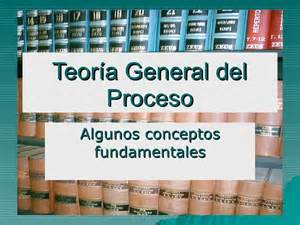 Teoría General del
Proceso
Algunos conceptos
fundamentales